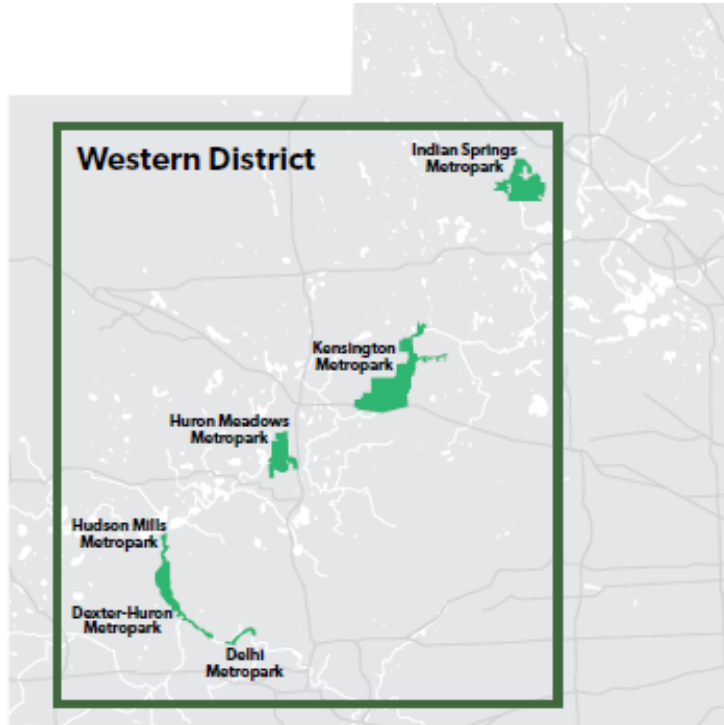 Western District
Indian Springs
Metropark
Kensington
Metropark
Huron Meadows
Metropark
Hudson Mills
Metropark
Dexter-Huron
Metropark
Delhi
Metropark